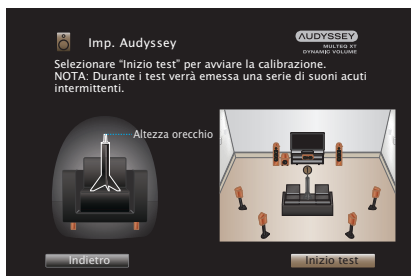 Imp. Audyssey
AUDYSSEY
MULTEQ XT
DYNAMIC VOLUME
Selezionare “Inizio test” per avviare la calibrazione.
NOTA: Durante i test verrà emessa una serie di suoni acuti
intermittenti.
Altezza orecchio
Indietro
Inizio test